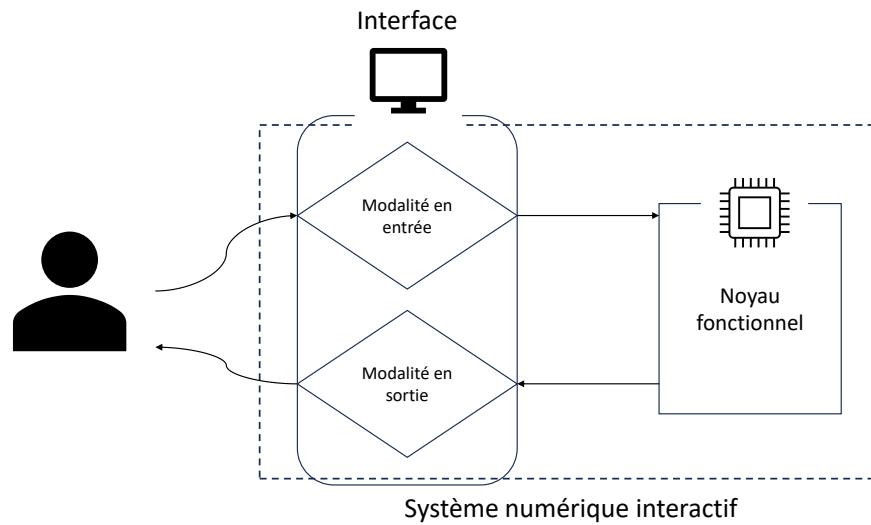 Interface
Modalité en
entrée
Noyau
fonctionnel
Modalité en
sortie
Système numérique interactif